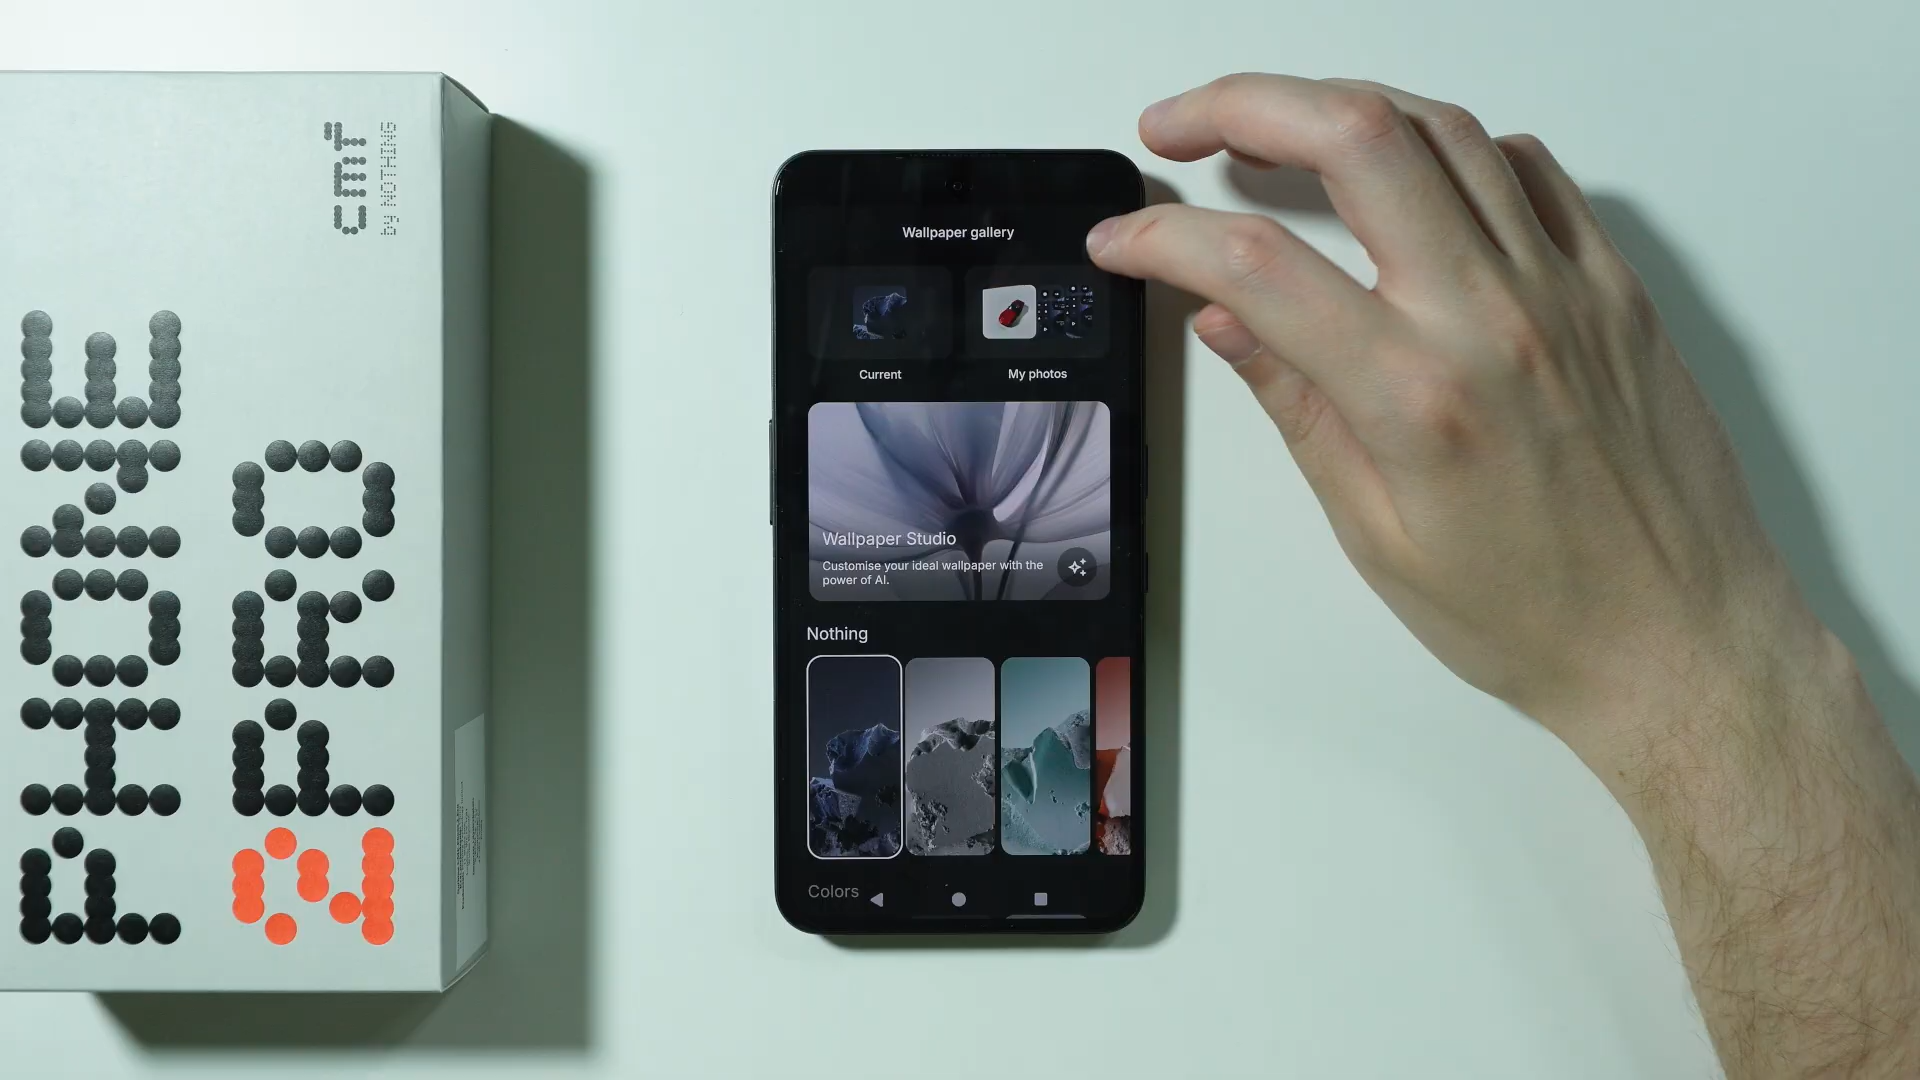 PHONE
2 PRO
cmf
by NOTHING
Wallpaper gallery
Current
My photos
Wallpaper Studio
Customise your ideal wallpaper with the
power of AI.
Nothing
Colors